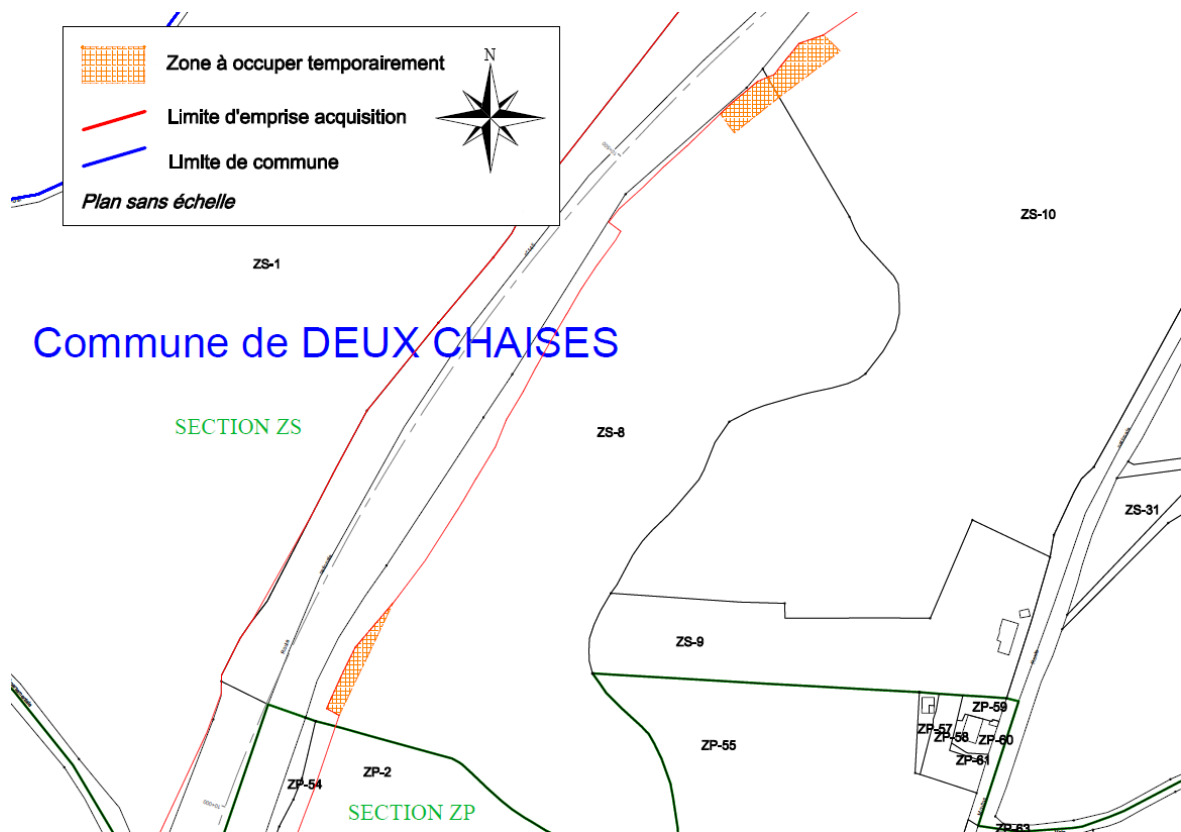 Zone à occuper temporairement
N
Limite d'emprise acquisition
Limite de commune
Plan sans échelle
ZS-10
ZS-1
Commune de DEUX CHAISES
SECTION ZS
ZS-8
ZS-31
ZS-9
ZP-59
ZP-57
ZP-58
ZP-60
ZP-55
ZP-61
ZP-2
ZP-54
SECTION ZP
ZP-63